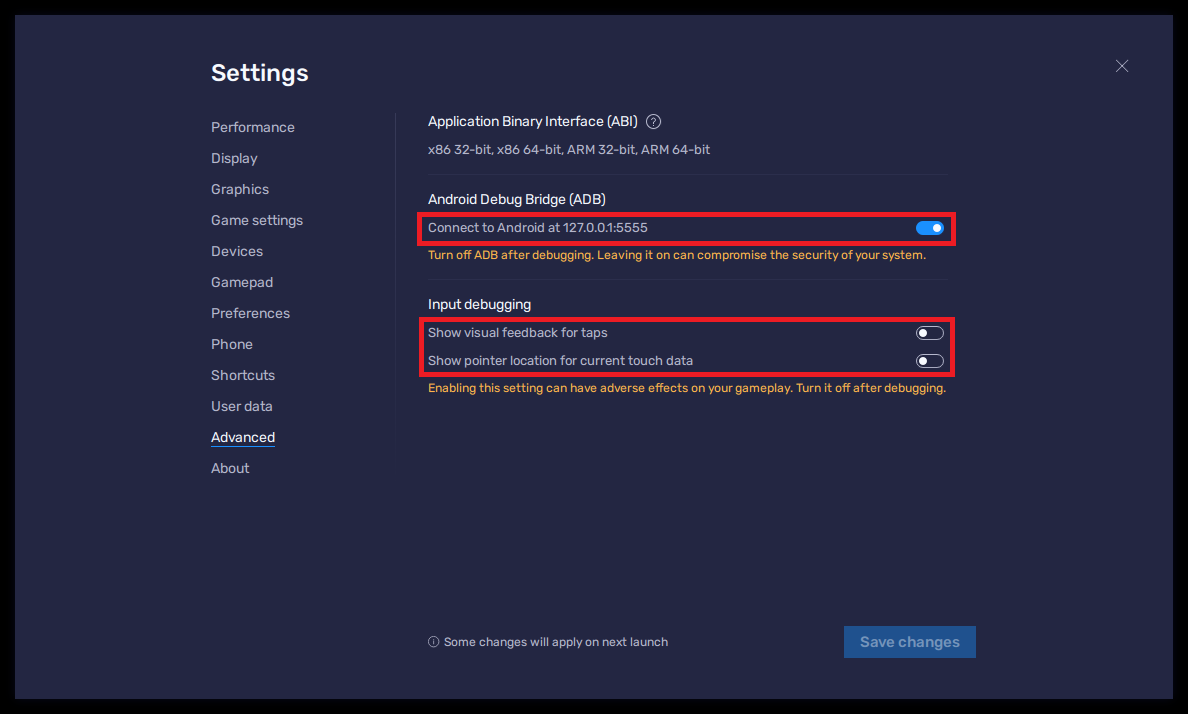 Settings
Performance
Display
Graphics
Game settings
Devices
Gamepad
Preferences
Phone
Shortcuts
User data
Advanced
About
Application Binary Interface (ABI) ?
x86 32-bit, x86 64-bit, ARM 32-bit, ARM 64-bit
Android Debug Bridge (ADB)
Connect to Android at 127.0.0.1:5555
Turn off ADB after debugging. Leaving it on can compromise the security of your system.
Input debugging
Show visual feedback for taps
Show pointer location for current touch data
Enabling this setting can have adverse effects on your gameplay. Turn it off after debugging.
Some changes will apply on next launch
Save changes